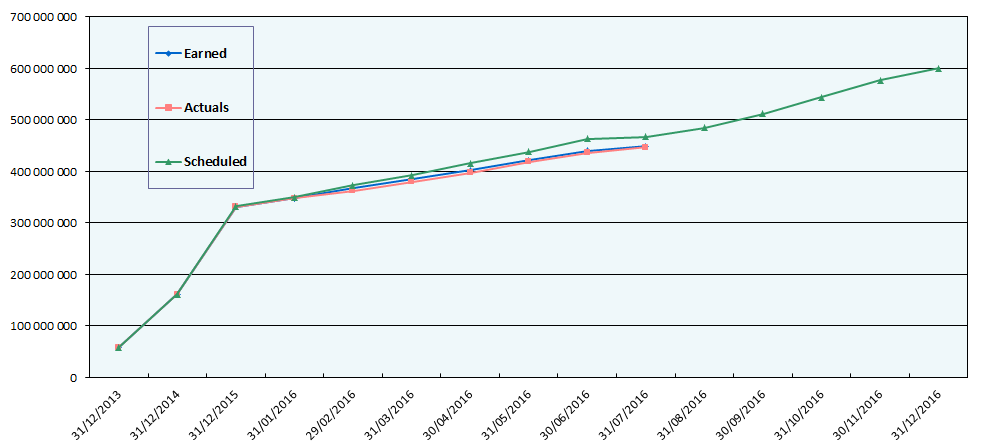 700 000 000
600 000 000
500 000 000
400 000 000
300 000 000
200 000 000
100 000 000
0
Earned
Actuals
Scheduled
31/12/2013
31/12/2014
31/12/2015
31/01/2016
29/02/2016
31/03/2016
30/04/2016
31/05/2016
30/06/2016
31/07/2016
31/08/2016
30/09/2016
31/10/2016
30/11/2016
31/12/2016